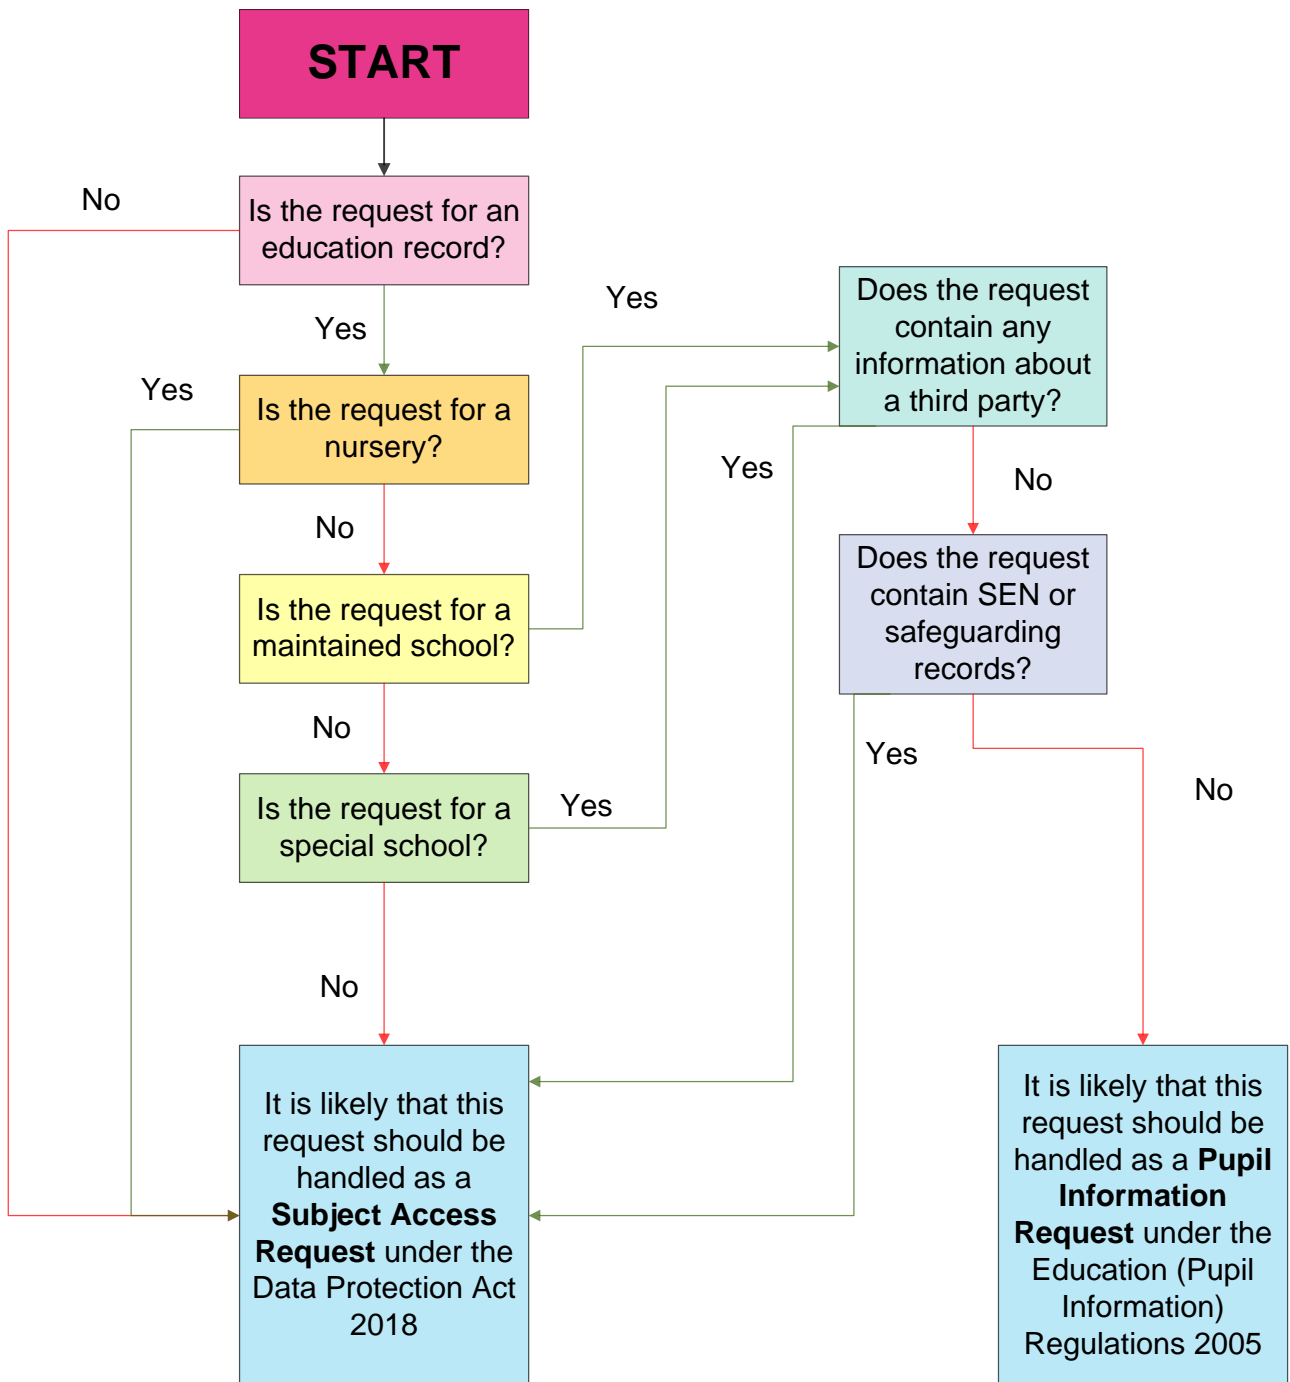 START
No
Is the request for an
education record?
Yes
Yes
Is the request for a
nursery?
No
Is the request for a
maintained school?
No
Is the request for a
special school?
Yes
No
Yes
Does the request
contain any
information about
a third party?
Yes
No
Does the request
contain SEN or
safeguarding
records?
Yes
No
It is likely that this
request should be
handled as a
Subject Access
Request under the
Data Protection Act
2018
It is likely that this
request should be
handled as a Pupil
Information
Request under the
Education (Pupil
Information)
Regulations 2005